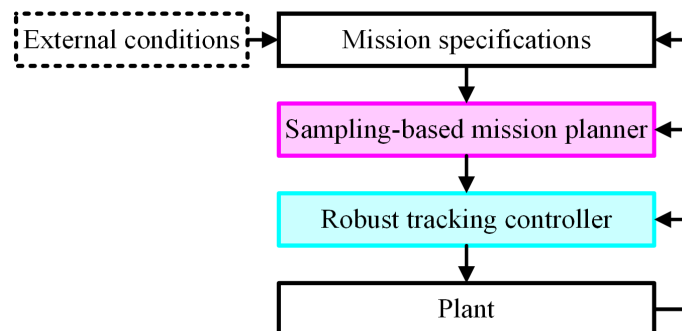 External conditions
Mission specifications
Sampling-based mission planner
Robust tracking controller
Plant